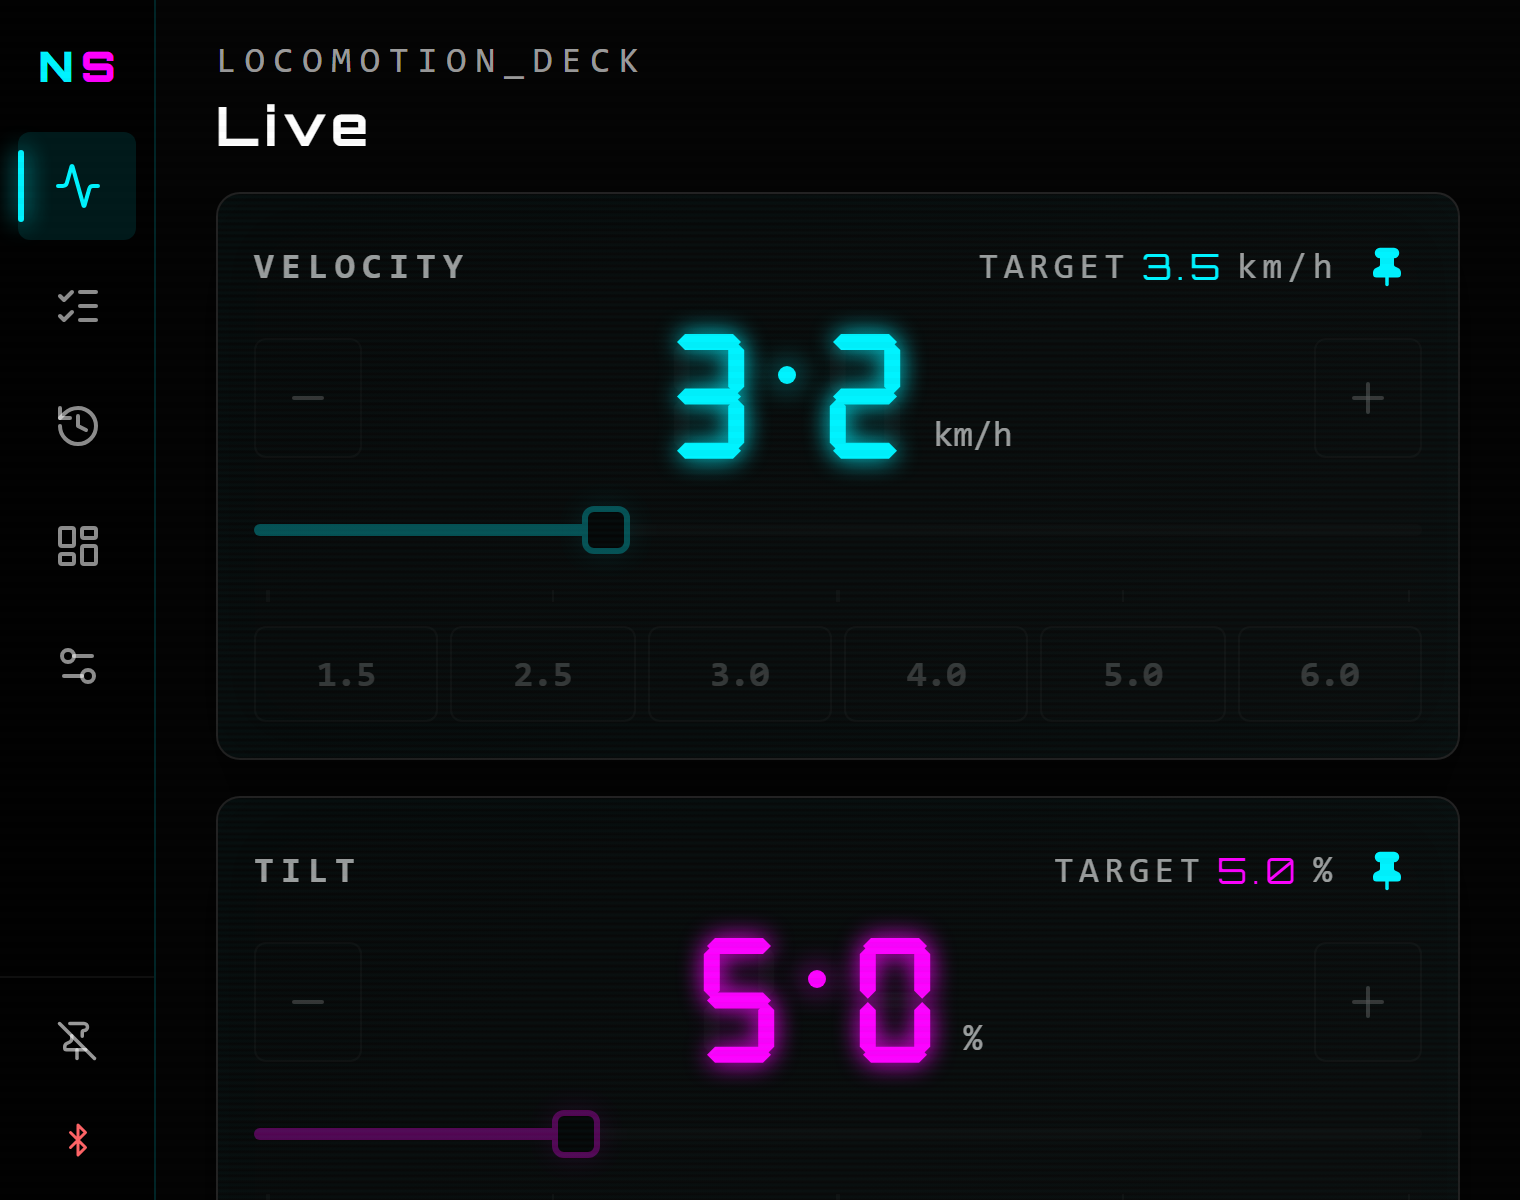 NS
LOCOMOTION_DECK
Live
VELOCITY TARGET 3.5 km/h
3.2 km/h
1.5 2.5 3.0 4.0 5.0 6.0
TILT TARGET 5.0 %
5.0 %